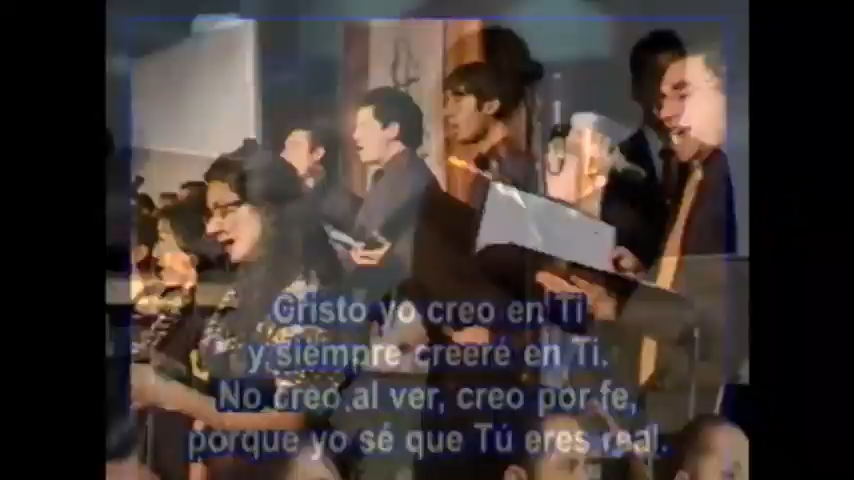 Cristo yo creo en Ti
y siempre creeré en Ti.
No creo al ver, creo por fe,
porque yo sé que Tú eres real.